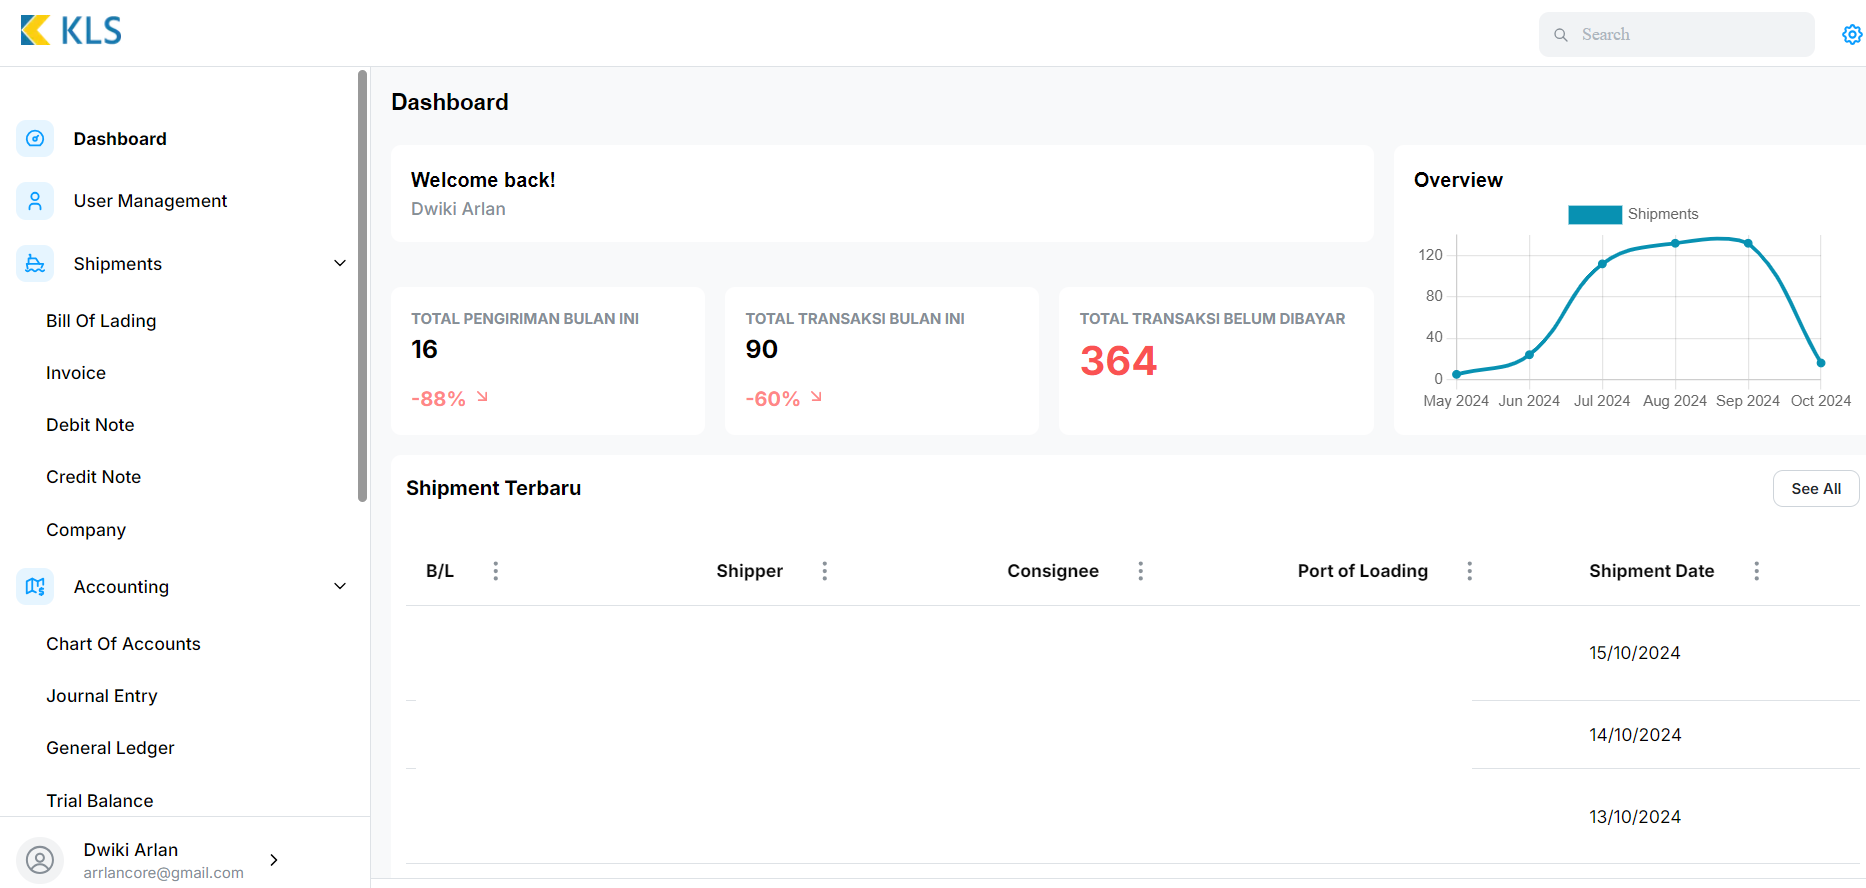 KLS
Search
Dashboard
User Management
Shipments
Bill Of Lading
Invoice
Debit Note
Credit Note
Company
Accounting
Chart Of Accounts
Journal Entry
General Ledger
Trial Balance
Dwiki Arlan
arrlancore@gmail.com
Dashboard
Welcome back!
Dwiki Arlan
TOTAL PENGIRIMAN BULAN INI
16
-88%
TOTAL TRANSAKSI BULAN INI
90
-60%
TOTAL TRANSAKSI BELUM DIBAYAR
364
Overview
Shipments
120
80
40
0
May 2024 Jun 2024 Jul 2024 Aug 2024 Sep 2024 Oct 2024
Shipment Terbaru
See All
B/L Shipper Consignee Port of Loading Shipment Date
15/10/2024
14/10/2024
13/10/2024